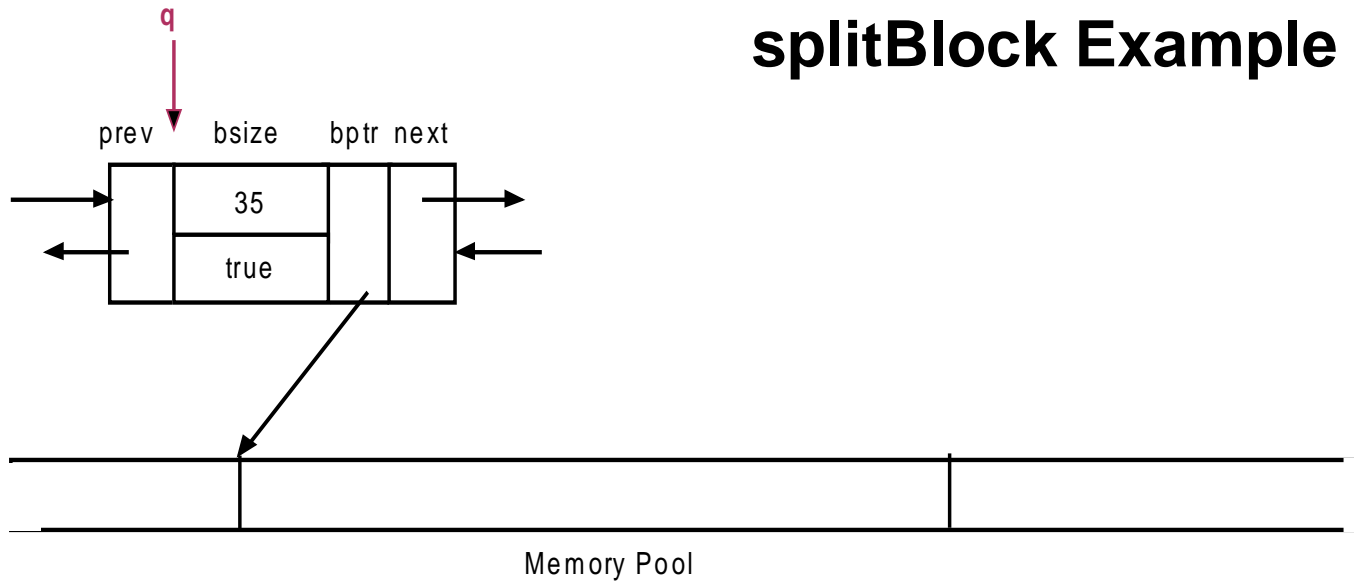 q
splitBlock Example
prev bsize bptr next
35
true
Memory Pool